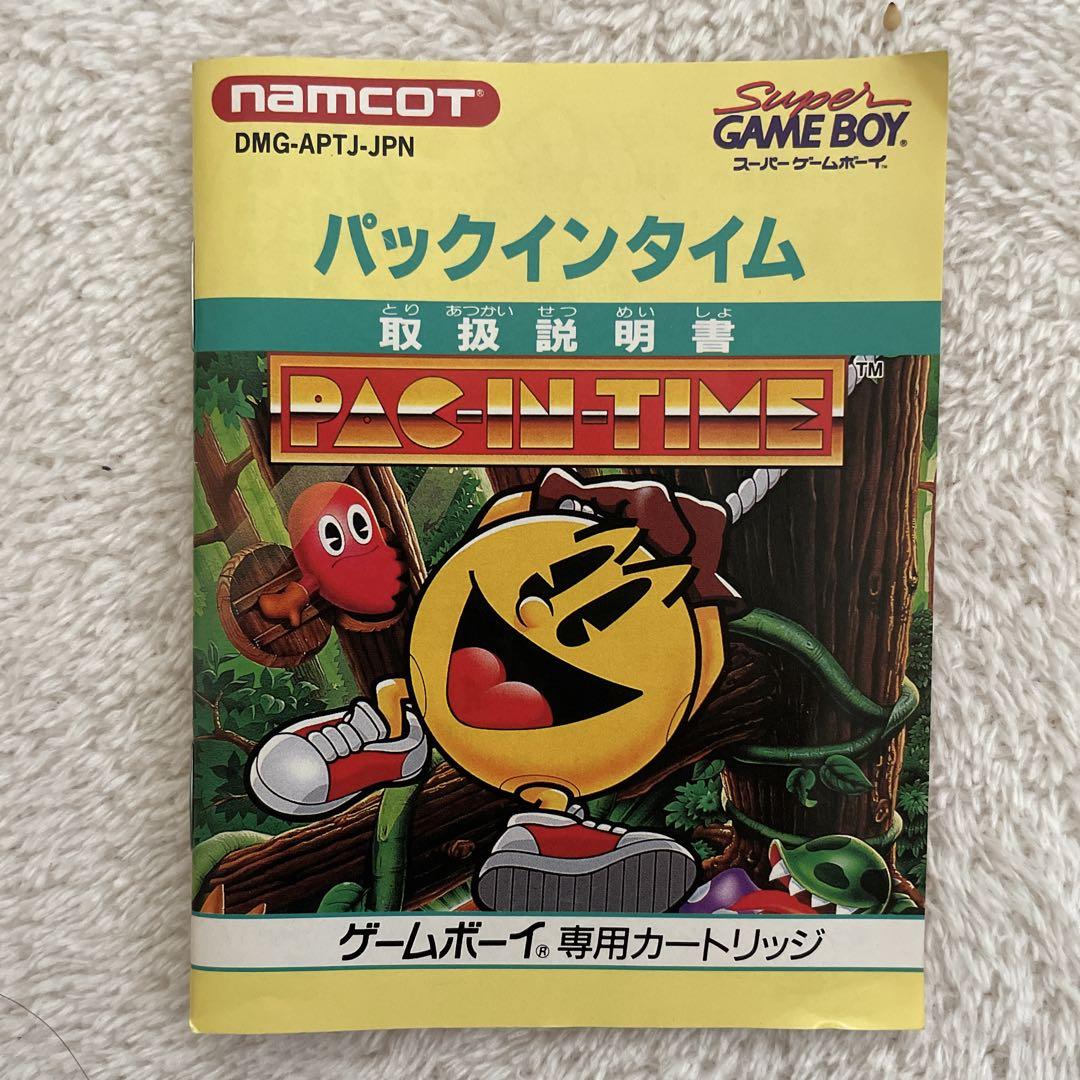 namcot®
DMG-APTJ-JPN
Super
GAME BOY®
スーパーゲームボーイ™
パックインタイム
とり あつかい せつ めい しょ
取扱説明書
PAC-IN-TIME™
ゲームボーイ®専用カートリッジ